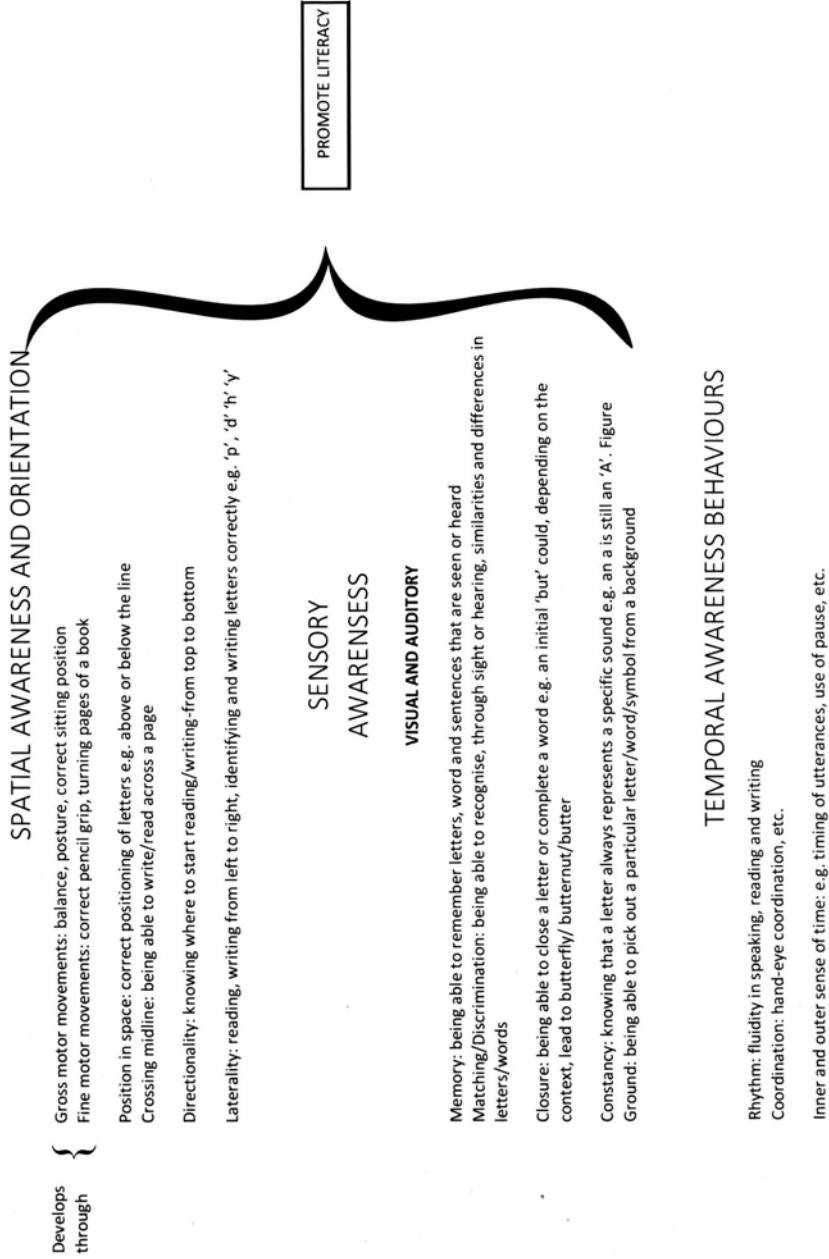 SPATIAL AWARENESS AND ORIENTATION
Develops
through
Gross motor movements: balance, posture, correct sitting position
Fine motor movements: correct pencil grip, turning pages of a book
Position in space: correct positioning of letters e.g. above or below the line
Crossing midline: being able to write/read across a page
Directionality: knowing where to start reading/writing-from top to bottom
Laterality: reading, writing from left to right, identifying and writing letters correctly e.g. ‘p’, ‘d’ ‘h’ ‘y’
SENSORY
AWARENSESS
VISUAL AND AUDITORY
Memory: being able to remember letters, word and sentences that are seen or heard
Matching/Discrimination: being able to recognise, through sight or hearing, similarities and differences in
letters/words
Closure: being able to close a letter or complete a word e.g. an initial ‘but’ could, depending on the
context, lead to butterfly/ butternut/butter
Constancy: knowing that a letter always represents a specific sound e.g. an a is still an ‘A’. Figure
Ground: being able to pick out a particular letter/word/symbol from a background
TEMPORAL AWARENESS BEHAVIOURS
Rhythm: fluidity in speaking, reading and writing
Coordination: hand-eye coordination, etc.
Inner and outer sense of time: e.g. timing of utterances, use of pause, etc.
PROMOTE LITERACY